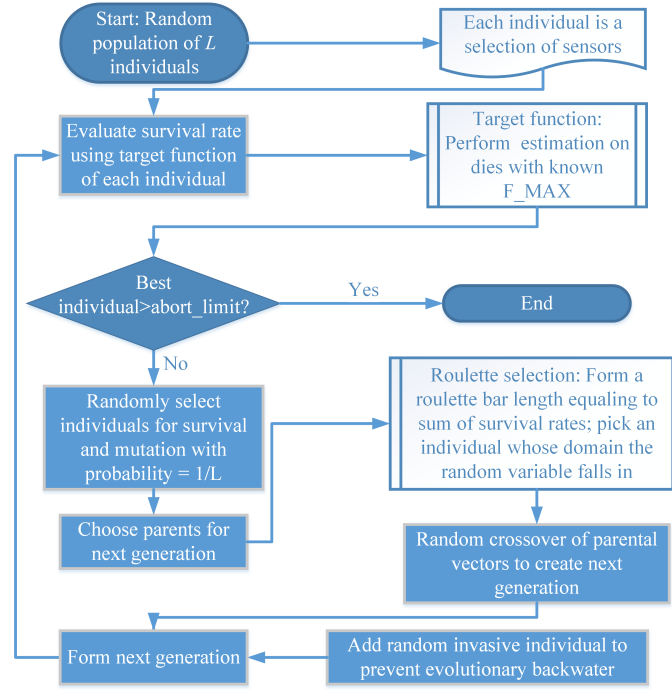 Start: Random
population of L
individuals
Each individual is a
selection of sensors
Evaluate survival rate
using target function
of each individual
Target function:
Perform estimation on
dies with known
F_MAX
Best
individual>abort_limit?
Yes
End
No
Randomly select
individuals for survival
and mutation with
probability = 1/L
Roulette selection: Form a
roulette bar length equaling to
sum of survival rates; pick an
individual whose domain the
random variable falls in
Choose parents for
next generation
Random crossover of parental
vectors to create next
generation
Form next generation
Add random invasive individual to
prevent evolutionary backwater